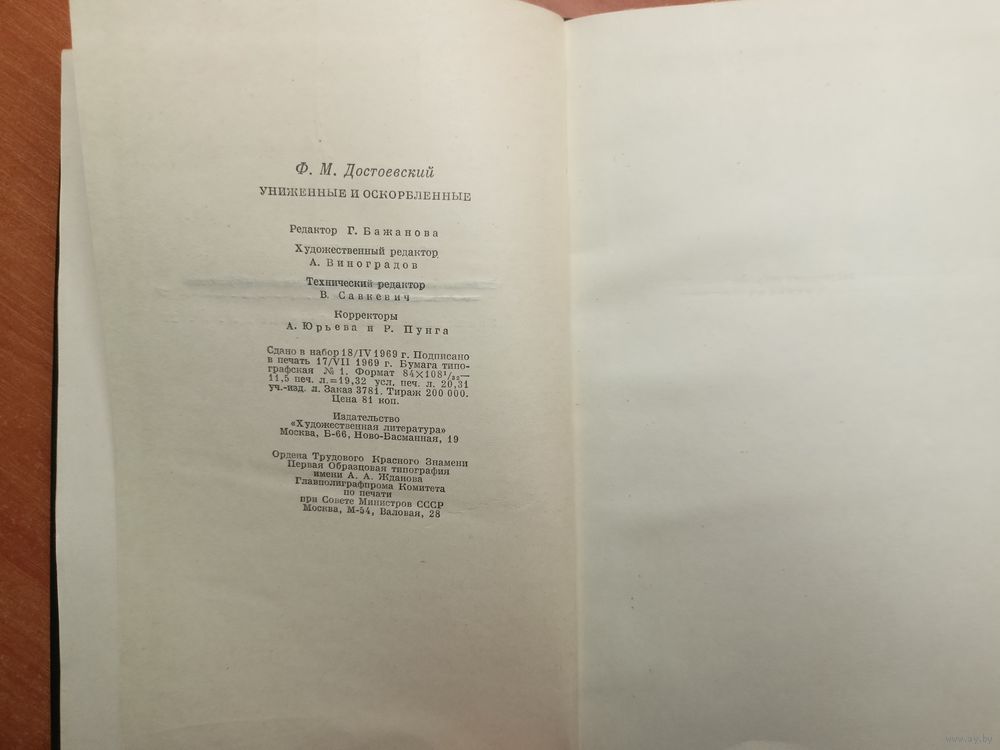 Ф. М. Достоевский
УНИЖЕННЫЕ И ОСКОРБЛЕННЫЕ
Редактор Г. Бажанова
Художественный редактор
А. Виноградов
Технический редактор
В. Савкевич
Корректоры
А. Юрьева и Р. Пунга
Сдано в набор 18/IV 1969 г. Подписано
в печать 17/VII 1969 г. Бумага типо-
графская № 1. Формат 84×108¹/₃₂—
11,5 печ. л.=19,32 усл. печ. л. 20,31
уч.-изд. л. Заказ 3781. Тираж 200 000.
Цена 81 коп.
Издательство
«Художественная литература»
Москва, Б-66, Ново-Басманная, 19
Ордена Трудового Красного Знамени
Первая Образцовая типография
имени А. А. Жданова
Главполиграфпрома Комитета
по печати
при Совете Министров СССР
Москва, М-54, Валовая, 28
www.ay.by